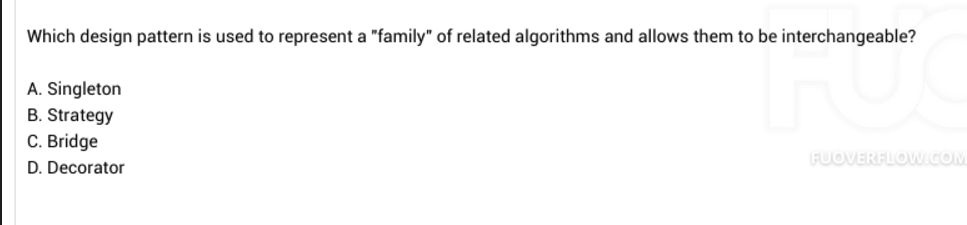 Which design pattern is used to represent a "family" of related algorithms and allows them to be interchangeable?
A. Singleton
B. Strategy
C. Bridge
D. Decorator
FUO
FUOVERFLOW.COM